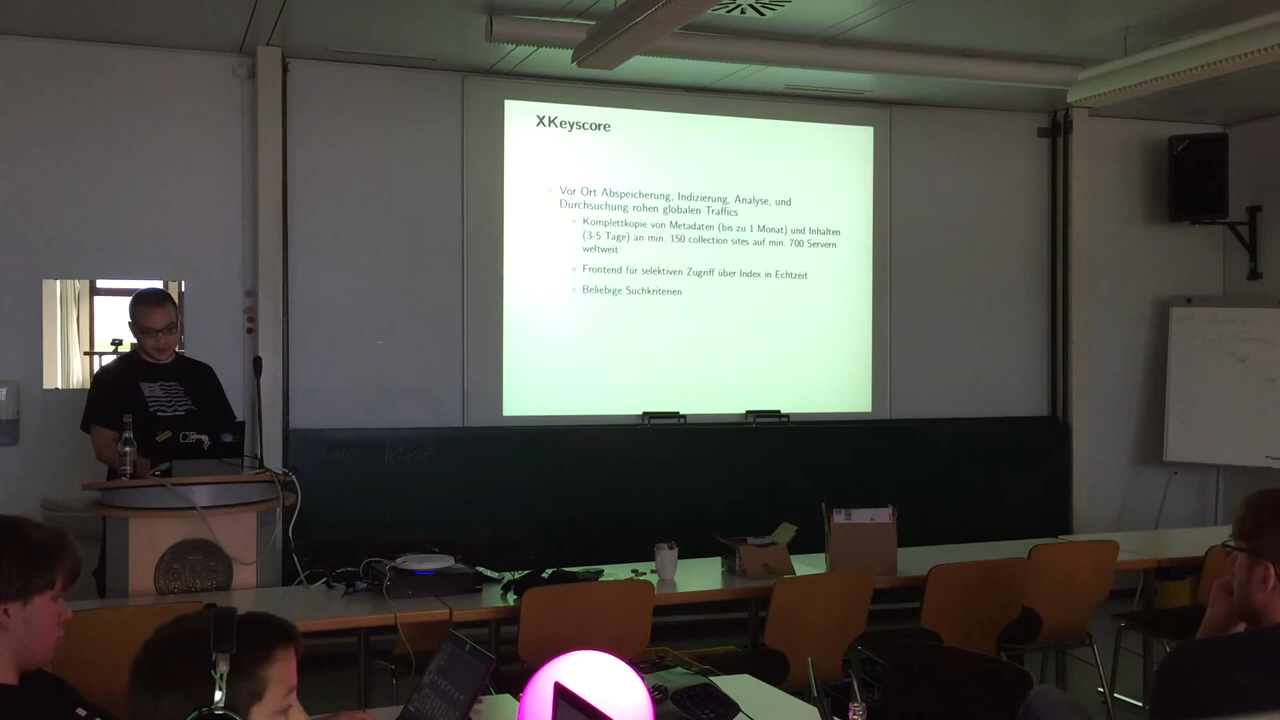 XKeyscore
Vor Ort Abspeicherung, Indizierung, Analyse, und
Durchsuchung rohen globalen Traffics
Komplettkopie von Metadaten (bis zu 1 Monat) und Inhalten
(3-5 Tage) an min. 150 collection sites auf min. 700 Servern
weltweit
Frontend für selektiven Zugriff über Index in Echtzeit
Beliebige Suchkriterien